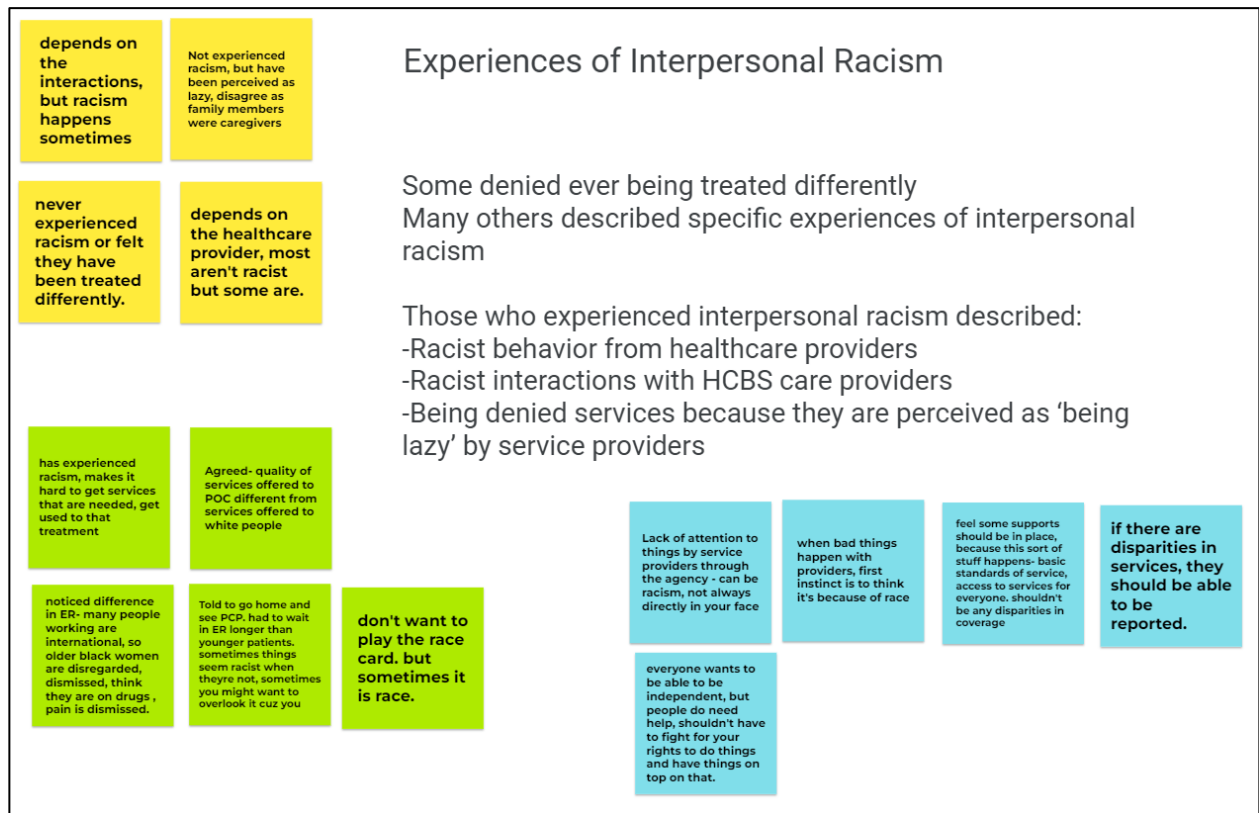 Experiences of Interpersonal Racism
Some denied ever being treated differently
Many others described specific experiences of interpersonal
racism
Those who experienced interpersonal racism described:
-Racist behavior from healthcare providers
-Racist interactions with HCBS care providers
-Being denied services because they are perceived as ‘being
lazy’ by service providers
depends on
the
interactions,
but racism
happens
sometimes
Not experienced
racism, but have
been perceived as
lazy, disagree as
family members
were caregivers
never
experienced
racism or felt
they have
been treated
differently.
depends on
the healthcare
provider, most
aren't racist
but some are.
has experienced
racism, makes it
hard to get services
that are needed, get
used to that
treatment
Agreed- quality of
services offered to
POC different from
services offered to
white people
noticed difference
in ER- many people
working are
international, so
older black women
are disregarded,
dismissed, think
they are on drugs ,
pain is dismissed.
Told to go home and
see PCP. had to wait
in ER longer than
younger patients.
sometimes things
seem racist when
theyre not, sometimes
you might want to
overlook it cuz you
don't want to
play the race
card. but
sometimes it
is race.
Lack of attention to
things by service
providers through
the agency - can be
racism, not always
directly in your face
when bad things
happen with
providers, first
instinct is to think
it's because of race
feel some supports
should be in place,
because this sort of
stuff happens- basic
standards of service,
access to services for
everyone. shouldn't
be any disparities in
coverage
if there are
disparities in
services, they
should be able
to be
reported.
everyone wants to
be able to be
independent, but
people do need
help, shouldn't have
to fight for your
rights to do things
and have things on
top on that.